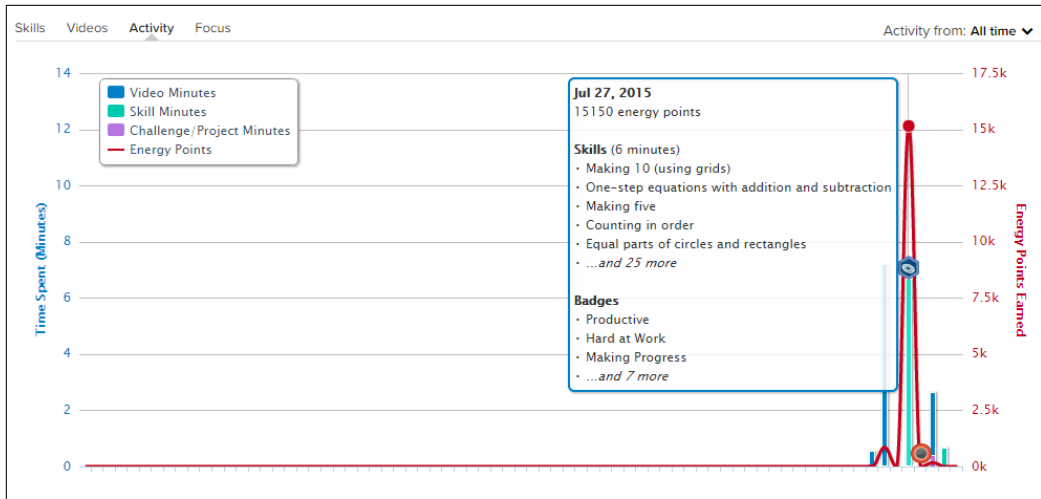 Skills Videos Activity Focus
Activity from: All time
Video Minutes
Skill Minutes
Challenge/Project Minutes
Energy Points
Jul 27, 2015
15150 energy points
Skills (6 minutes)
· Making 10 (using grids)
· One-step equations with addition and subtraction
· Making five
· Counting in order
· Equal parts of circles and rectangles
· ...and 25 more
Badges
· Productive
· Hard at Work
· Making Progress
· ...and 7 more
Time Spent (Minutes)
14
12
10
8
6
4
2
0
17.5k
15k
12.5k
10k
7.5k
5k
2.5k
0k
Energy Points Earned